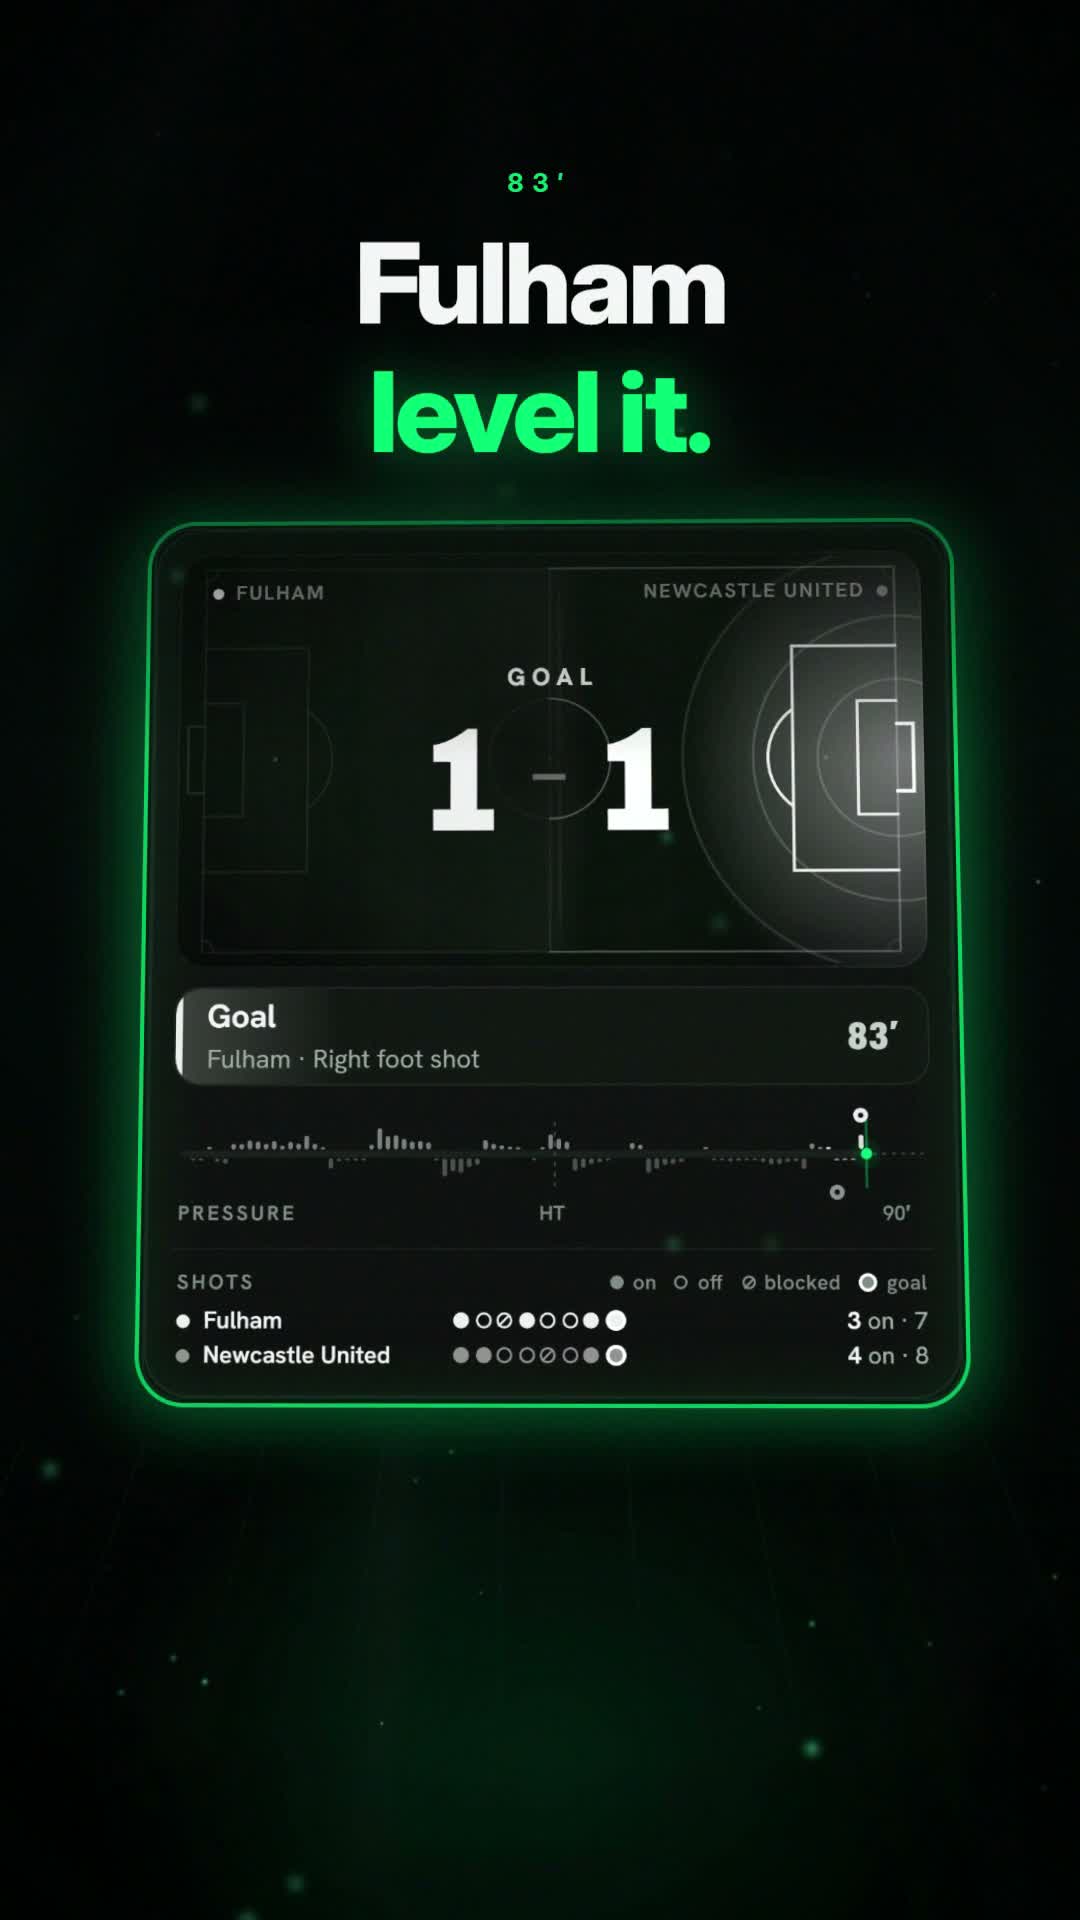 83'
Fulham
level it.
FULHAM
NEWCASTLE UNITED
GOAL
1 – 1
Goal
83'
Fulham · Right foot shot
PRESSURE
HT
90'
SHOTS
on
off
blocked
goal
Fulham
3 on · 7
Newcastle United
4 on · 8